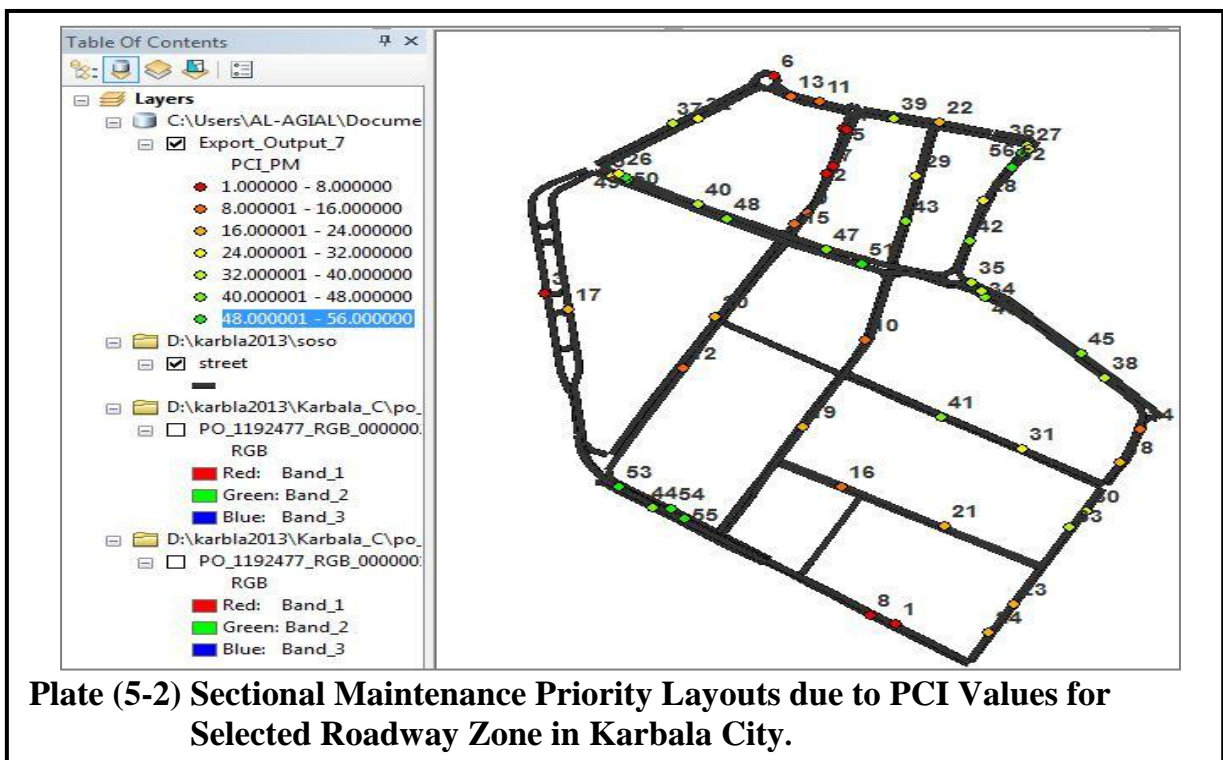 Table Of Contents
Layers
C:\Users\AL-AGIAL\Docume
Export_Output_7
PCI_PM
1.000000 - 8.000000
8.000001 - 16.000000
16.000001 - 24.000000
24.000001 - 32.000000
32.000001 - 40.000000
40.000001 - 48.000000
48.000001 - 56.000000
D:\karbla2013\soso
street
D:\karbla2013\Karbala_C\po_
PO_1192477_RGB_000000
RGB
Red: Band_1
Green: Band_2
Blue: Band_3
D:\karbla2013\Karbala_C\po_
PO_1192477_RGB_000000
RGB
Red: Band_1
Green: Band_2
Blue: Band_3
6
13 11
37
39
22
36 27
56
29
26
50
40
48
15
43
42
47
51
35
34
3
17
10
45
38
41
31
19
16
21
53
44 54
55
8
1
Plate (5-2) Sectional Maintenance Priority Layouts due to PCI Values for
Selected Roadway Zone in Karbala City.